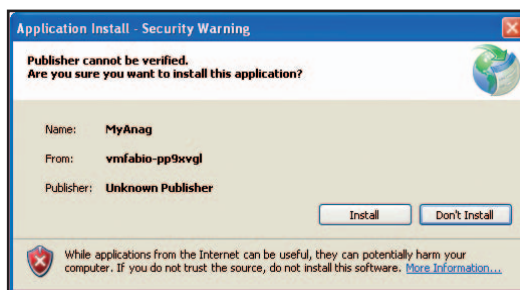 Application Install - Security Warning
Publisher cannot be verified.
Are you sure you want to install this application?
Name: MyAnag
From: vmfabio-pp9xvgl
Publisher: Unknown Publisher
Install Don't Install
While applications from the Internet can be useful, they can potentially harm your
computer. If you do not trust the source, do not install this software. More Information...